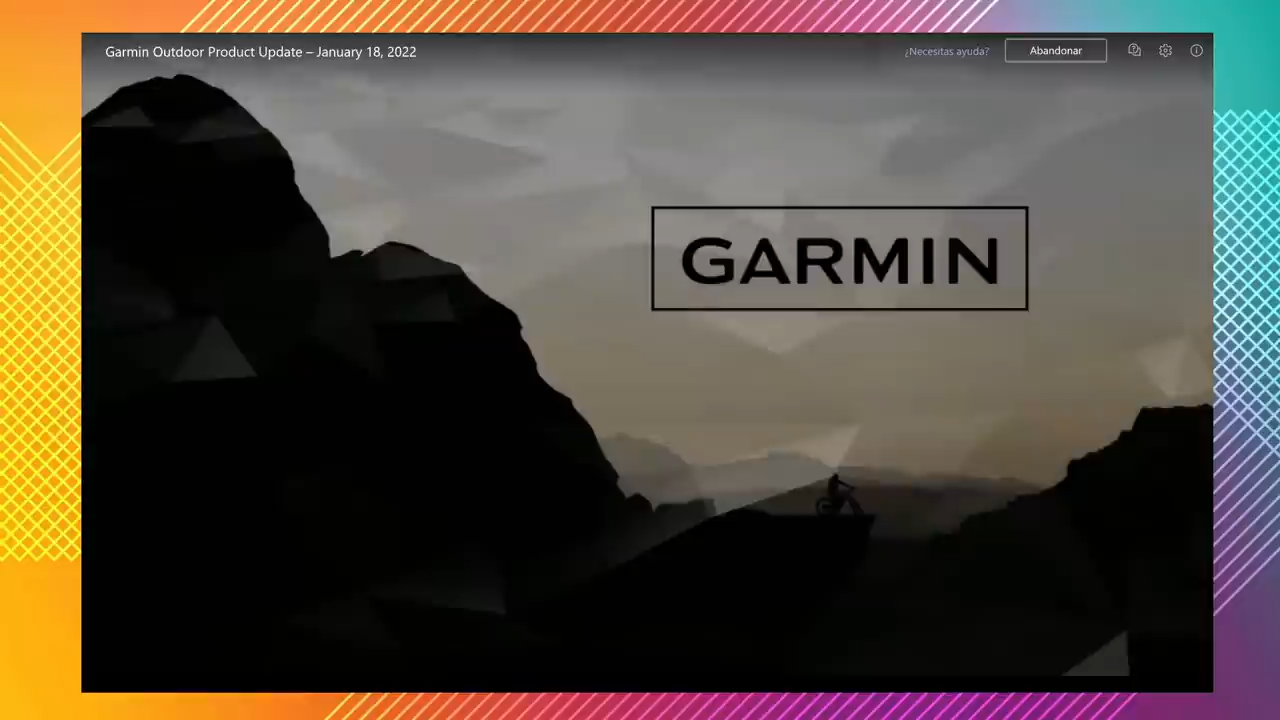 Garmin Outdoor Product Update – January 18, 2022
¿Necesitas ayuda?
Abandonar
GARMIN